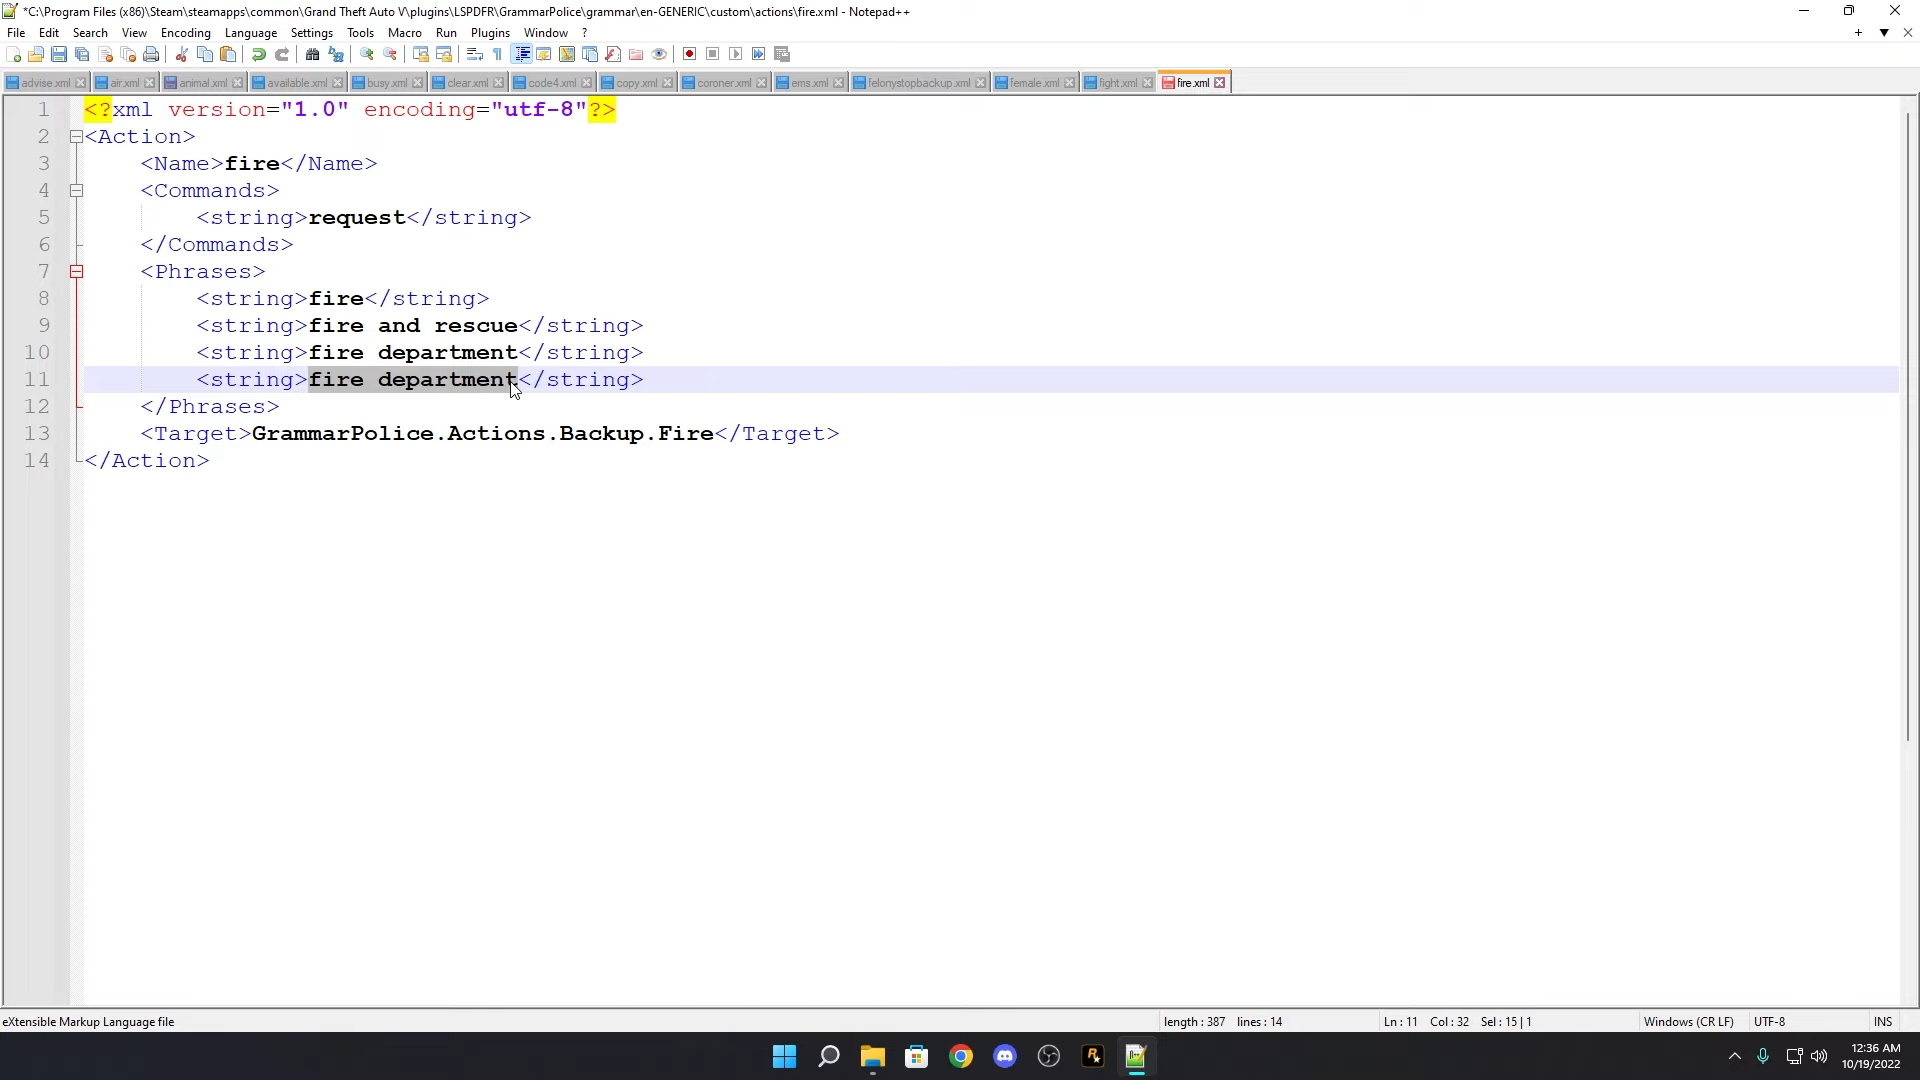 *C:\Program Files (x86)\Steam\steamapps\common\Grand Theft Auto V\plugins\LSPDFR\GrammarPolice\grammar\en-GENERIC\custom\actions\fire.xml - Notepad++
File Edit Search View Encoding Language Settings Tools Macro Run Plugins Window ?
advise.xml air.xml animal.xml available.xml busy.xml clear.xml code4.xml copy.xml coroner.xml ems.xml felonystopbackup.xml female.xml fight.xml fire.xml
1 <?xml version="1.0" encoding="utf-8"?>
2 <Action>
3 <Name>fire</Name>
4 <Commands>
5 <string>request</string>
6 </Commands>
7 <Phrases>
8 <string>fire</string>
9 <string>fire and rescue</string>
10 <string>fire department</string>
11 <string>fire department</string>
12 </Phrases>
13 <Target>GrammarPolice.Actions.Backup.Fire</Target>
14 </Action>
eXtensible Markup Language file length : 387 lines : 14 Ln : 11 Col : 32 Sel : 15 | 1 Windows (CR LF) UTF-8 INS
12:36 AM
10/19/2022